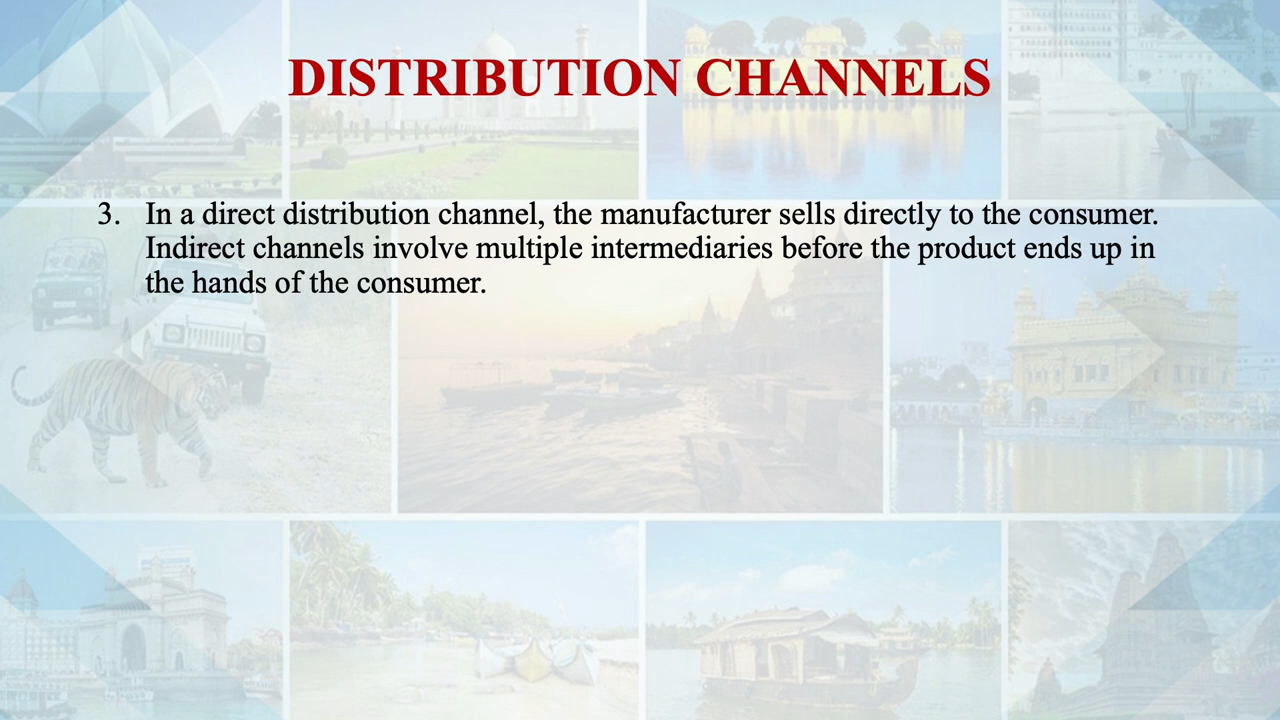 DISTRIBUTION CHANNELS
3. In a direct distribution channel, the manufacturer sells directly to the consumer.
Indirect channels involve multiple intermediaries before the product ends up in
the hands of the consumer.